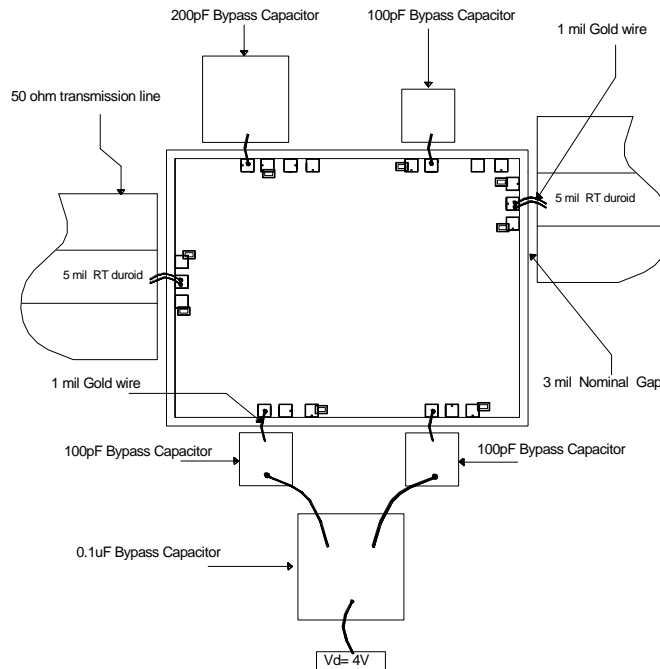 200pF Bypass Capacitor
100pF Bypass Capacitor
1 mil Gold wire
50 ohm transmission line
5 mil RT duroid
5 mil RT duroid
1 mil Gold wire
3 mil Nominal Gap
100pF Bypass Capacitor
100pF Bypass Capacitor
0.1uF Bypass Capacitor
Vd= 4V